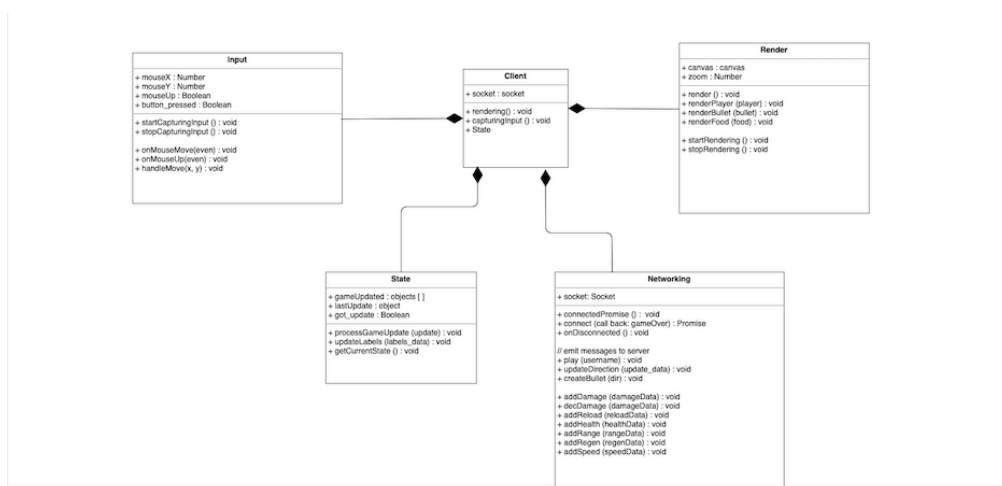 Input
+ mouseX : Number
+ mouseY : Number
+ mouseUp : Boolean
+ button_pressed : Boolean
+ startCapturingInput () : void
+ stopCapturingInput () : void
+ onMouseMove(even) : void
+ onMouseUp(even) : void
+ handleMove(x, y) : void
Client
+ socket : socket
+ rendering() : void
+ capturingInput () : void
+ State
Render
+ canvas : canvas
+ zoom : Number
+ render () : void
+ renderPlayer (player) : void
+ renderBullet (bullet) : void
+ renderFood (food) : void
+ startRendering () : void
+ stopRendering () : void
State
+ gameUpdated : objects [ ]
+ lastUpdate : object
+ got_update : Boolean
+ processGameUpdate (update) : void
+ updateLabels (labels_data) : void
+ getCurrentState () : void
Networking
+ socket: Socket
+ connectedPromise () :  void
+ connect (call back: gameOver) : Promise
+ onDisconnected () : void
// emit messages to server
+ play (username) : void
+ updateDirection (update_data) : void
+ createBullet (dir) : void
+ addDamage (damageData) : void
+ decDamage (damageData) : void
+ addReload (reloadData) : void
+ addHealth (healthData) : void
+ addRange (rangeData) : void
+ addRegen (regenData) : void
+ addSpeed (speedData) : void